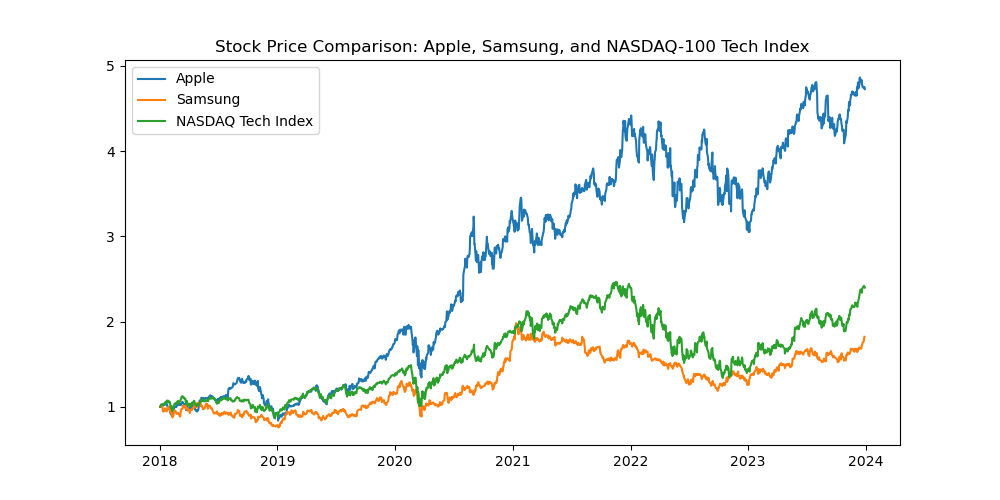 Stock Price Comparison: Apple, Samsung, and NASDAQ-100 Tech Index
Apple
Samsung
NASDAQ Tech Index
5
4
3
2
1
2018 2019 2020 2021 2022 2023 2024